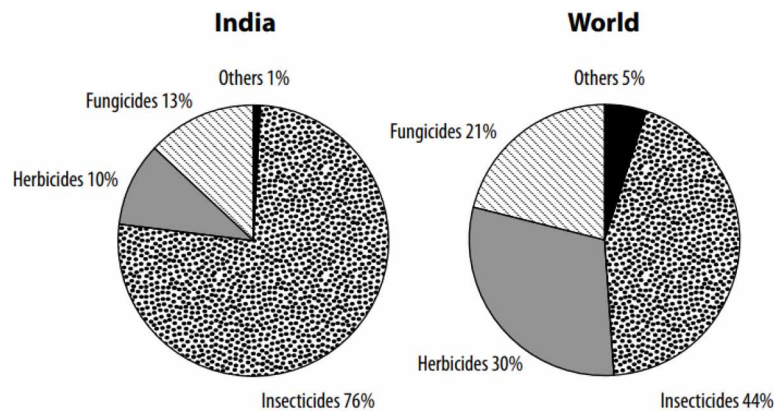 India
Others 1%
Fungicides 13%
Herbicides 10%
Insecticides 76%
World
Others 5%
Fungicides 21%
Herbicides 30%
Insecticides 44%